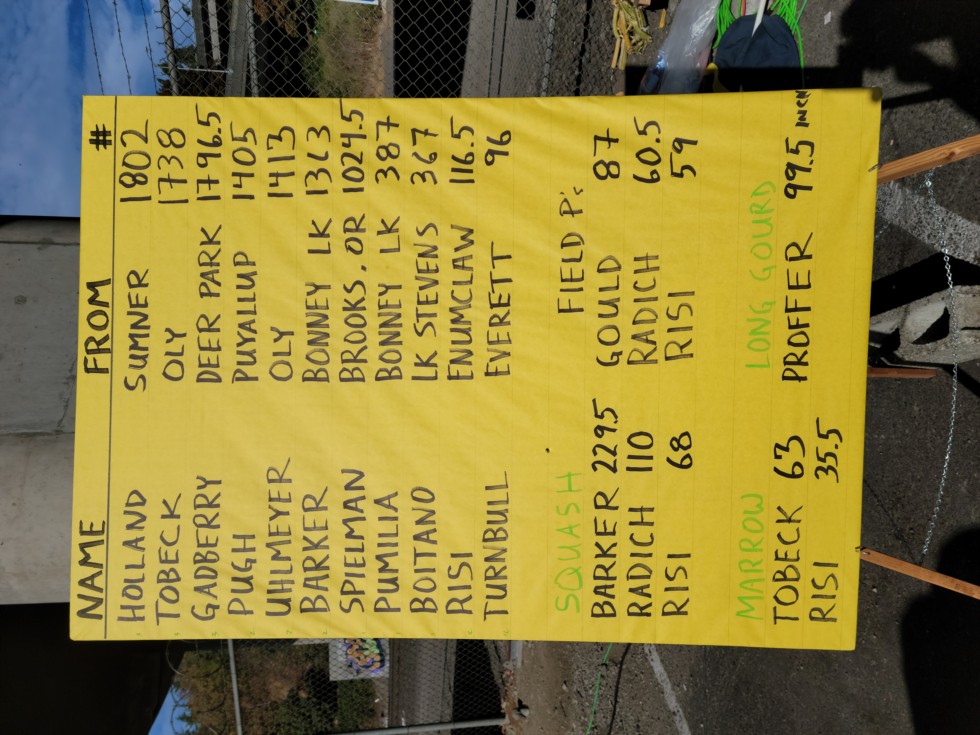 NAME FROM #
HOLLAND SUMNER 1802
TOBECK OLY 1738
GADBERRY DEER PARK 1796.5
PUGH PUYALLUP 1405
UHLMEYER OLY 1413
BARKER BONNEY LK 1363
SPIELMAN BROOKS, OR 1024.5
PUMILIA BONNEY LK 387
BOITANO LK STEVENS 367
RISI ENUMCLAW 116.5
TURNBULL EVERETT 96
SQUASH FIELD P's
BARKER 229.5 GOULD 87
RADICH 110 RADICH 60.5
RISI 68 RISI 59
MARROW LONG GOURD
TOBECK 63 PROFFER 99.5 INCH
RISI 35.5